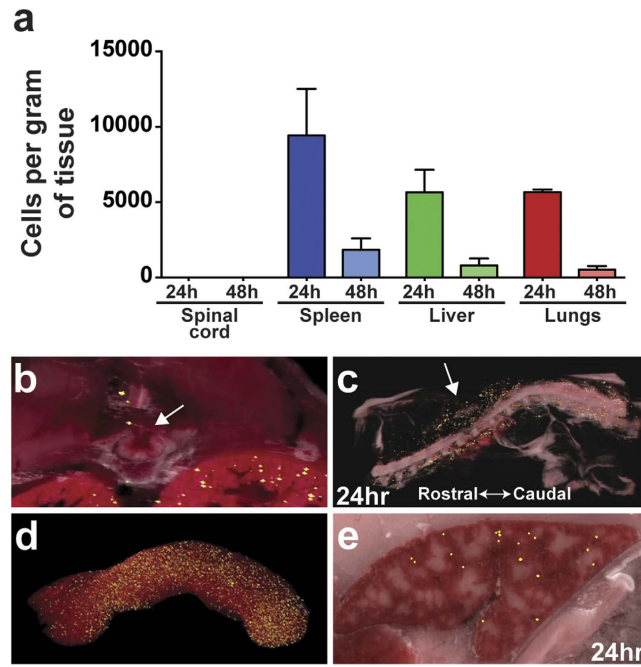 a
Cells per gram
of tissue
15000
10000
5000
0
24h 48h 24h 48h 24h 48h 24h 48h
Spinal
cord
Spleen
Liver
Lungs
b
c
24hr
Rostral ↔ Caudal
d
e
24hr